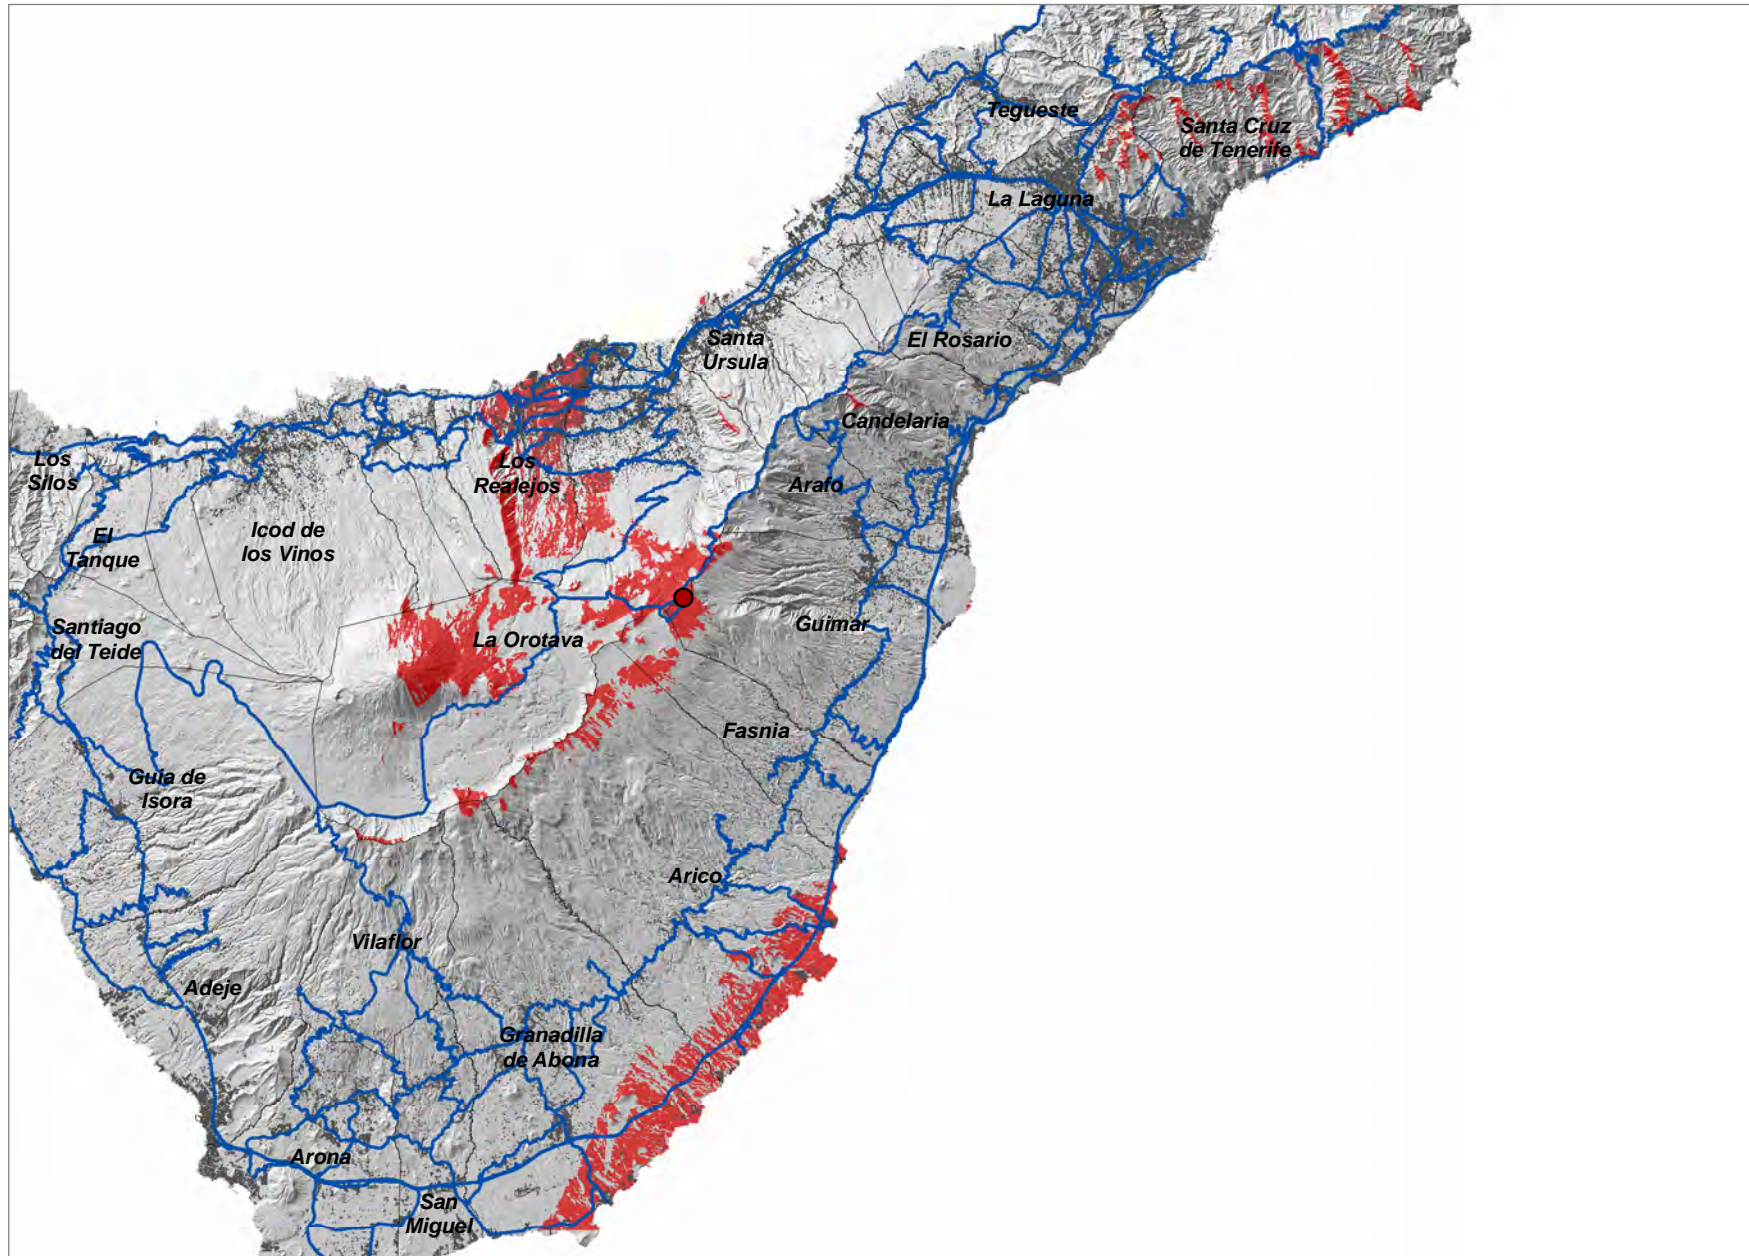 Tegueste
Santa Cruz
de Tenerife
La Laguna
Santa
Ursula
El Rosario
Candelaria
Los
Silos
Los
Realejos
Arafo
Icod de
los Vinos
El
Tanque
Santiago
del Teide
La Orotava
Guimar
Fasnia
Guia de
Isora
Arico
Vilaflor
Adeje
Granadilla
de Abona
Arona
San
Miguel